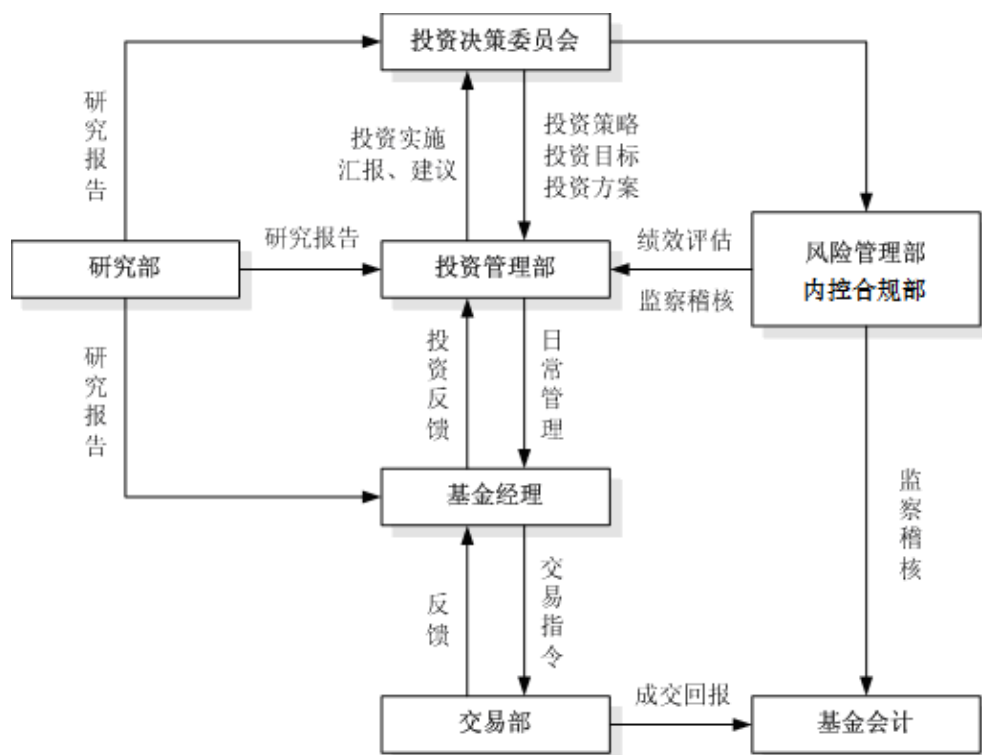 投资决策委员会
研究报告
投资实施
汇报、建议
投资策略
投资目标
投资方案
研究部
研究报告
投资管理部
绩效评估
监察稽核
风险管理部
内控合规部
研究报告
投资反馈
日常管理
基金经理
监察稽核
反馈
交易指令
交易部
成交回报
基金会计